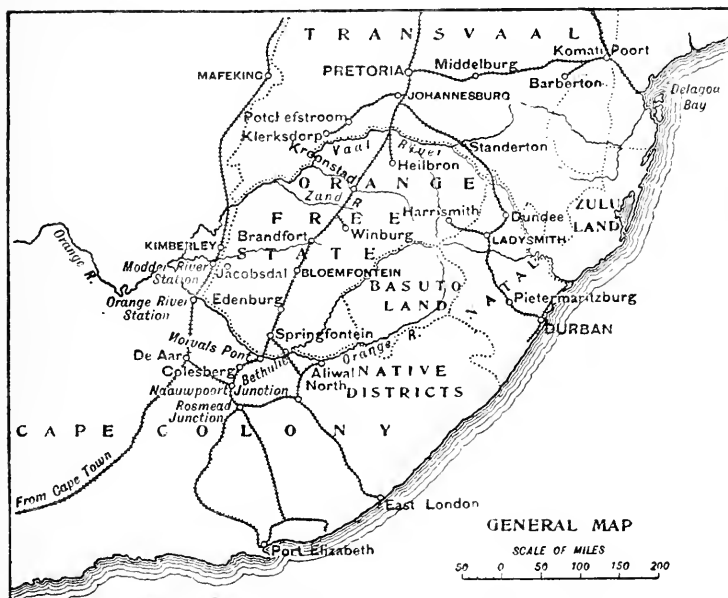 TRANSVAAL
Komati Poort
Middelburg
PRETORIA
MAFEKING
Barberton
JOHANNESBURG
Delagoa
Bay
Potchefstroom
Klerksdorp
Vaal River
Standerton
Kroonstad
Heilbron
ORANGE
Zand R
ZULU
LAND
FREE
Harrismith
Dundee
Winburg
KIMBERLEY
Brandfort
LADYSMITH
Orange R.
STATE
Modder River
Station
Jacobsdal
BLOEMFONTEIN
NATAL
BASUTO
LAND
Orange River
Station
Edenburg
Pietermaritzburg
DURBAN
Springfontein
Norvals Pont
Orange R.
De Aar
Bethulie
Colesberg
Aliwal
North
NATIVE
DISTRICTS
Naauwpoort Junction
Rosmead
Junction
CAPE COLONY
From Cape Town
East London
GENERAL MAP
Port Elizabeth
SCALE OF MILES
50 0 50 100 150 200